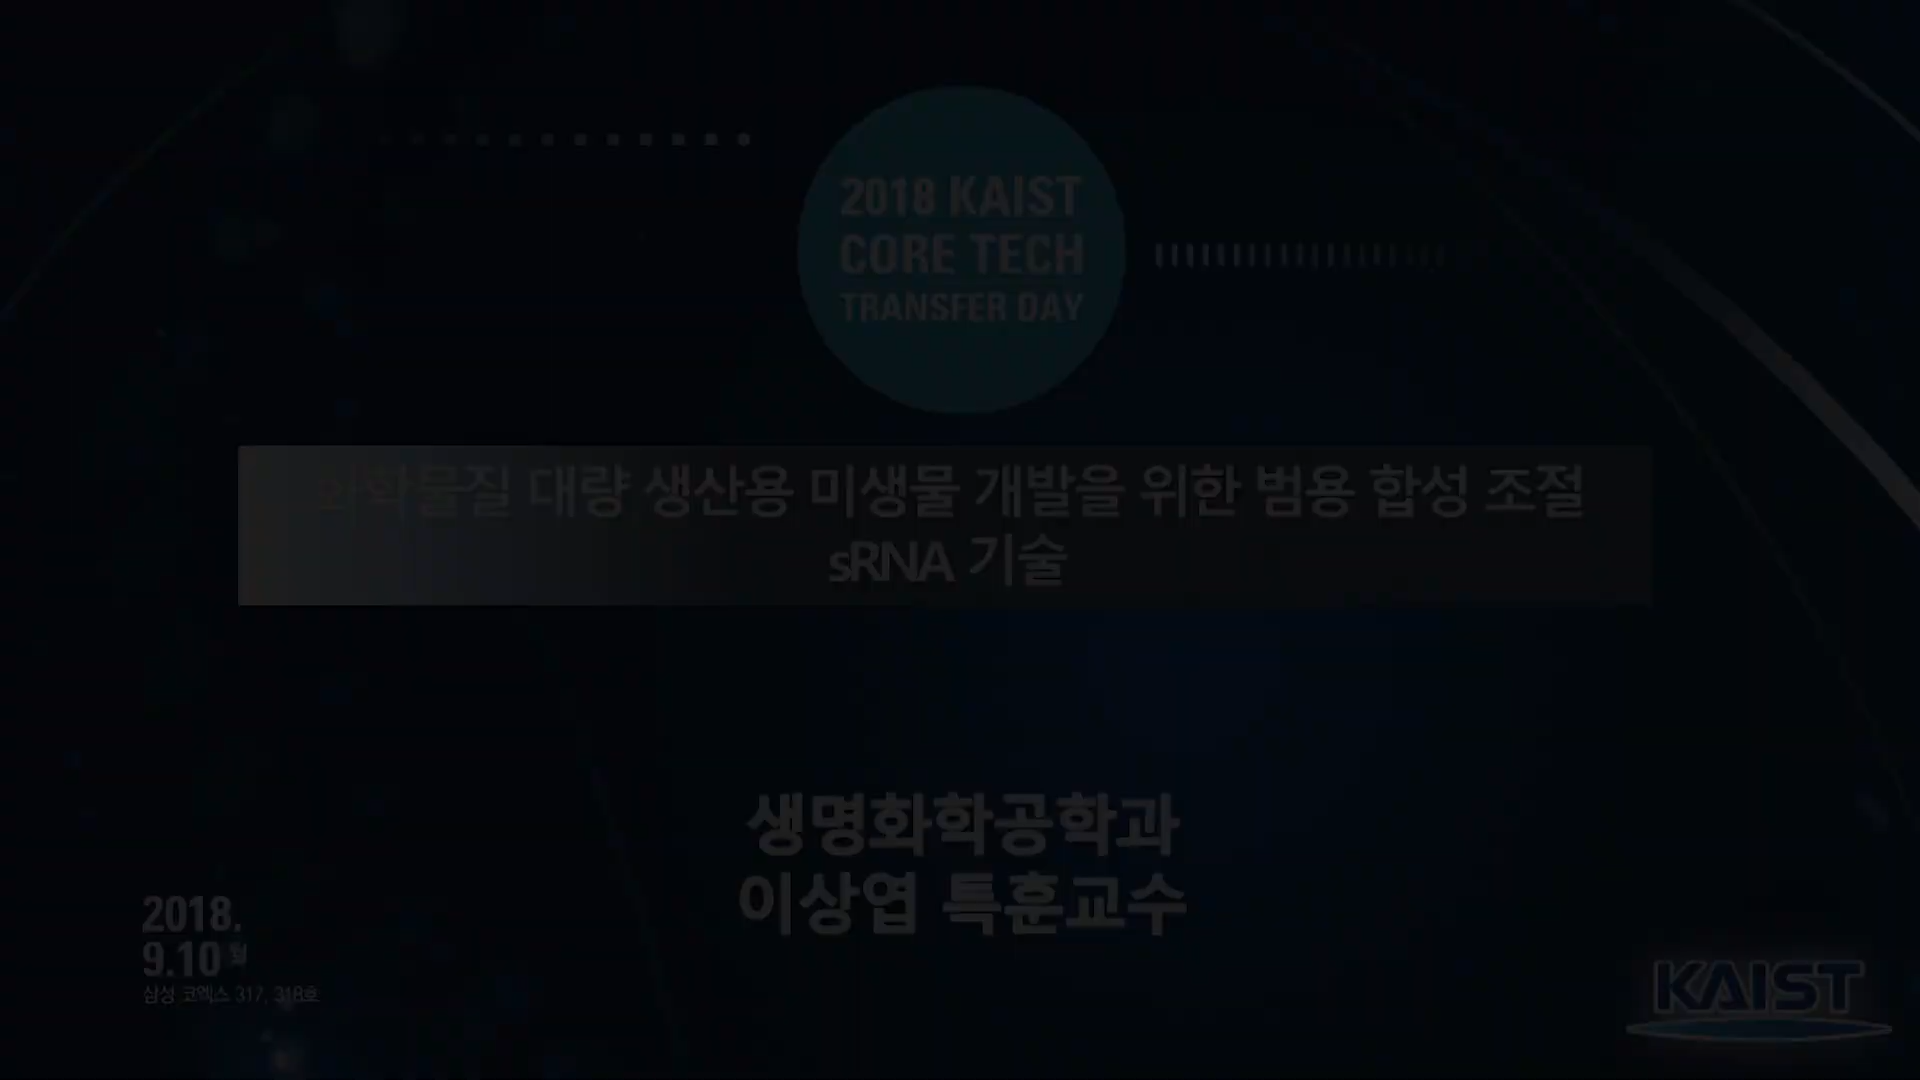 2018 KAIST
CORE TECH
TRANSFER DAY
화학물질 대량 생산용 미생물 개발을 위한 범용 합성 조절
sRNA 기술
생명화학공학과
이상엽 특훈교수
2018.
9.10 월
삼성 코엑스 317, 318호
KAIST